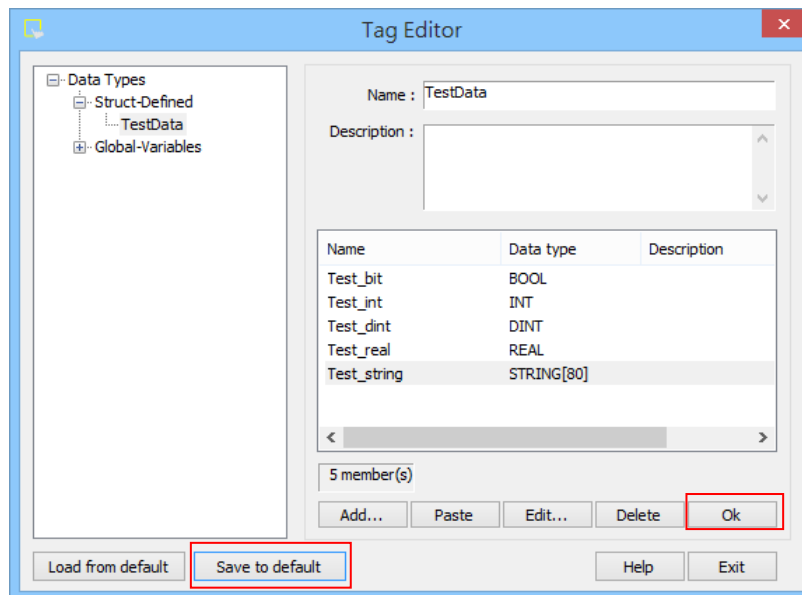 Tag Editor
Data Types
Struct-Defined
TestData
Global-Variables
Name : TestData
Description :
Name Data type Description
Test_bit BOOL
Test_int INT
Test_dint DINT
Test_real REAL
Test_string STRING[80]
5 member(s)
Add... Paste Edit... Delete Ok
Load from default Save to default Help Exit